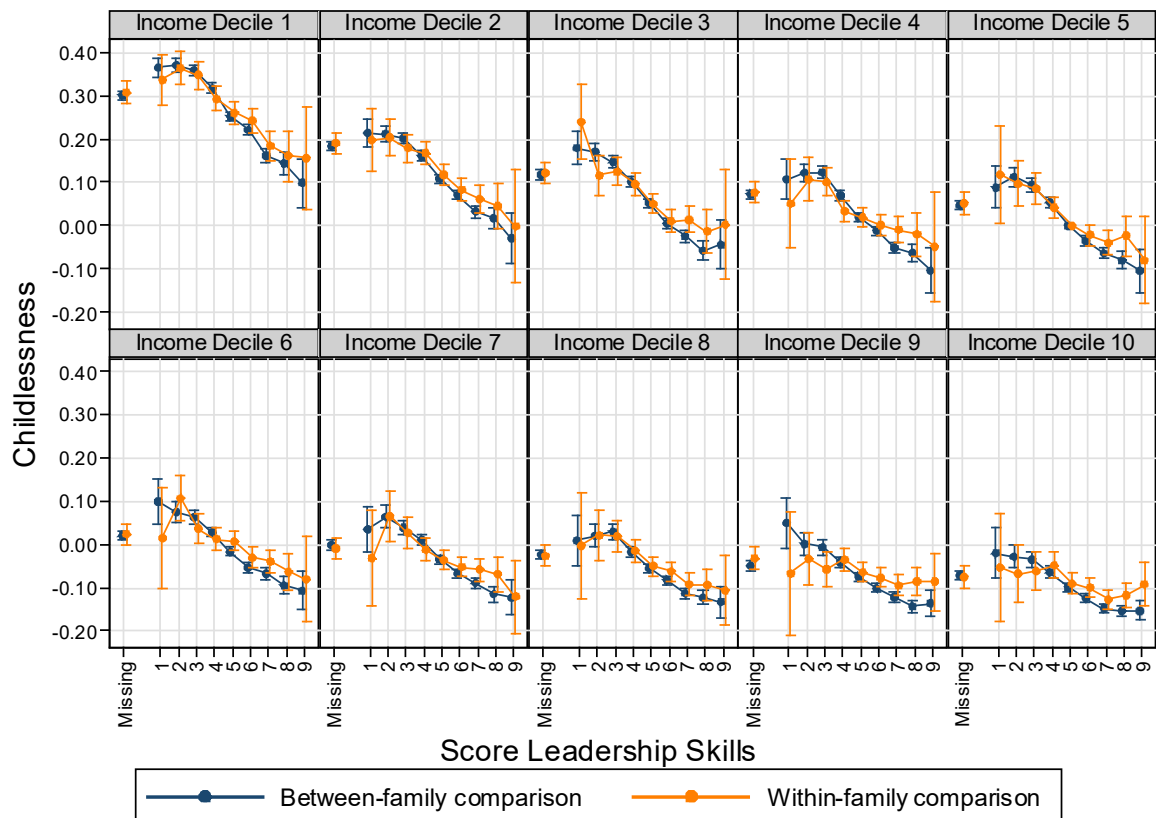 Income Decile 1 Income Decile 2 Income Decile 3 Income Decile 4 Income Decile 5
0.40
0.30
0.20
0.10
0.00
-0.10
-0.20
Income Decile 6 Income Decile 7 Income Decile 8 Income Decile 9 Income Decile 10
0.40
0.30
0.20
0.10
0.00
-0.10
-0.20
Childlessness
Missing 1 2 3 4 5 6 7 8 9 Missing 1 2 3 4 5 6 7 8 9 Missing 1 2 3 4 5 6 7 8 9 Missing 1 2 3 4 5 6 7 8 9 Missing 1 2 3 4 5 6 7 8 9
Score Leadership Skills
Between-family comparison Within-family comparison